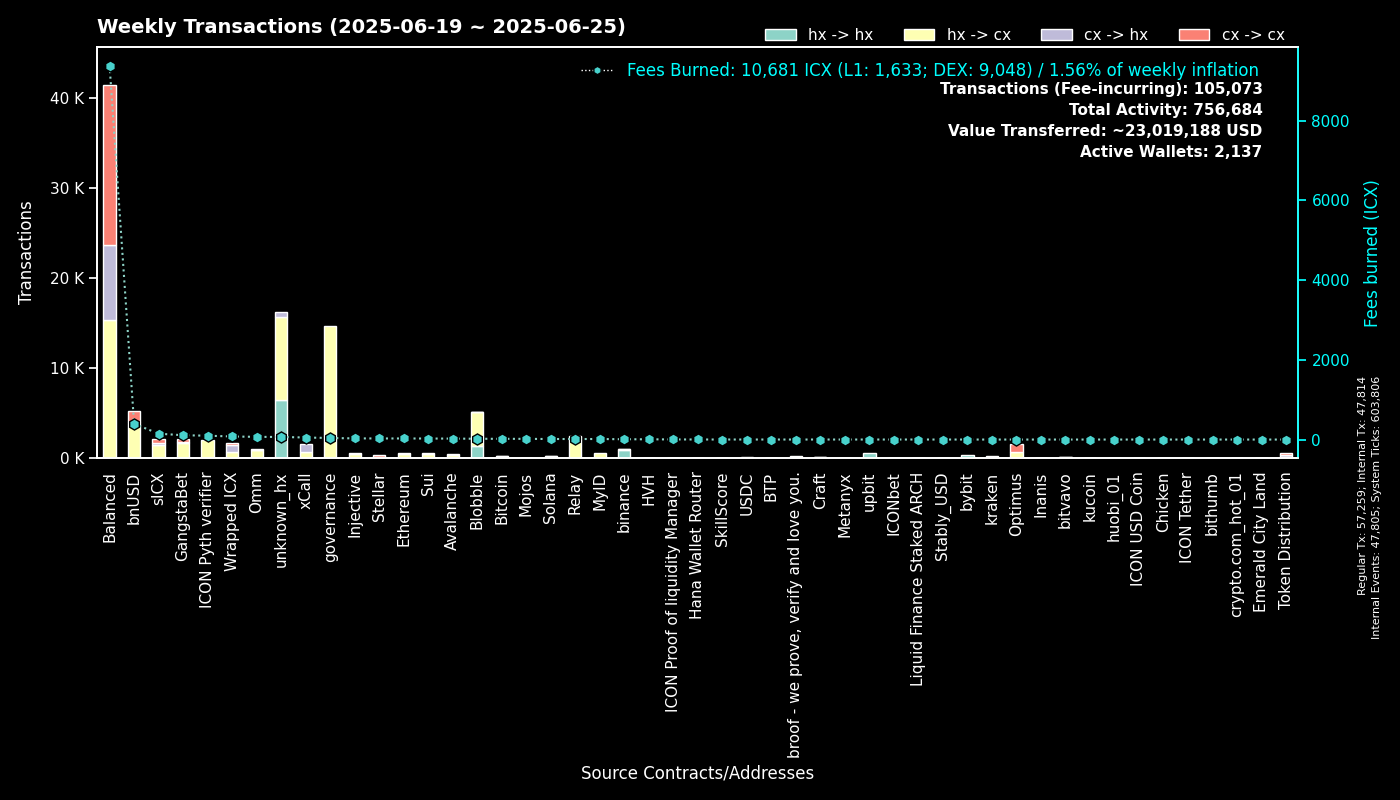 Weekly Transactions (2025-06-19 ~ 2025-06-25)
hx -> hx
hx -> cx
cx -> hx
cx -> cx
Fees Burned: 10,681 ICX (L1: 1,633; DEX: 9,048) / 1.56% of weekly inflation
Transactions (Fee-incurring): 105,073
Total Activity: 756,684
Value Transferred: ~23,019,188 USD
Active Wallets: 2,137
Transactions
40 K
30 K
20 K
10 K
0 K
8000
6000
4000
2000
0
Fees burned (ICX)
Regular Tx: 57,259; Internal Tx: 47,814
Internal Events: 47,805; System Ticks: 603,806
Balanced
bnUSD
sICX
GangstaBet
ICON Pyth verifier
Wrapped ICX
Omm
unknown_hx
xCall
governance
Injective
Stellar
Ethereum
Sui
Avalanche
Blobble
Bitcoin
Mojos
Solana
Relay
MyID
binance
HVH
ICON Proof of liquidity Manager
Hana Wallet Router
SkillScore
USDC
BTP
broof - we prove, verify and love you.
Craft
Metanyx
upbit
ICONbet
Liquid Finance Staked ARCH
Stably_USD
bybit
kraken
Optimus
Inanis
bitvavo
kucoin
huobi_01
ICON USD Coin
Chicken
ICON Tether
bithumb
crypto.com_hot_01
Emerald City Land
Token Distribution
Source Contracts/Addresses